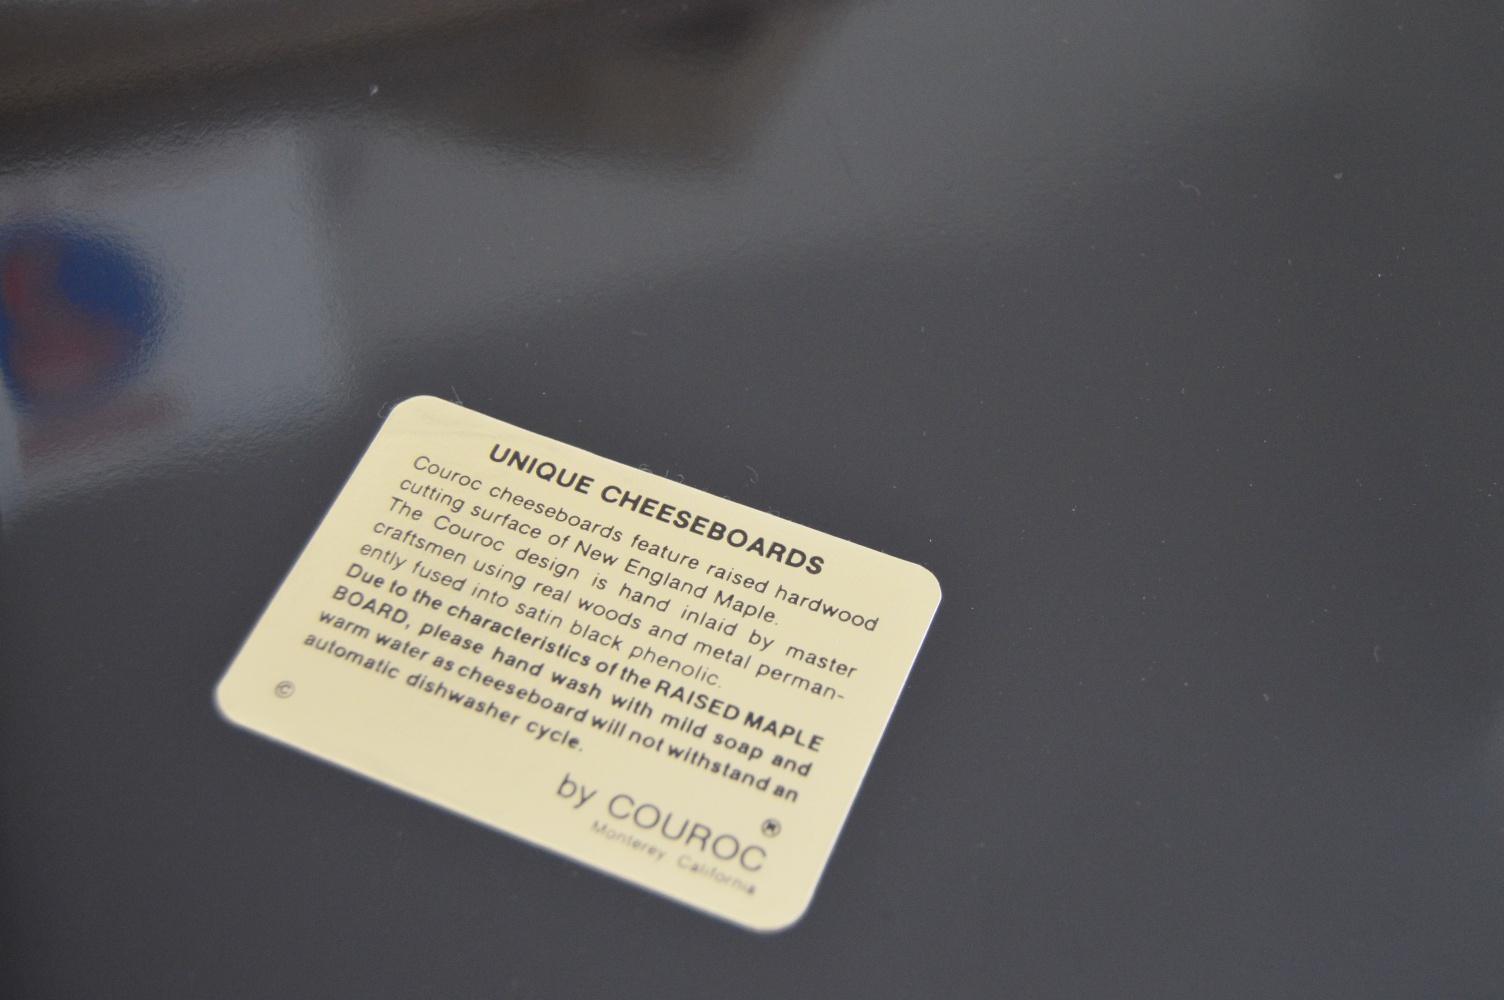 UNIQUE CHEESEBOARDS
Couroc cheeseboards feature raised hardwood
cutting surface of New England Maple.
The Couroc design is hand inlaid by master
craftsmen using real woods and metal perman-
ently fused into satin black phenolic.
Due to the characteristics of the RAISED MAPLE
BOARD, please hand wash with mild soap and
warm water as cheeseboard will not withstand an
automatic dishwasher cycle.
©
by COUROC®
Monterey California